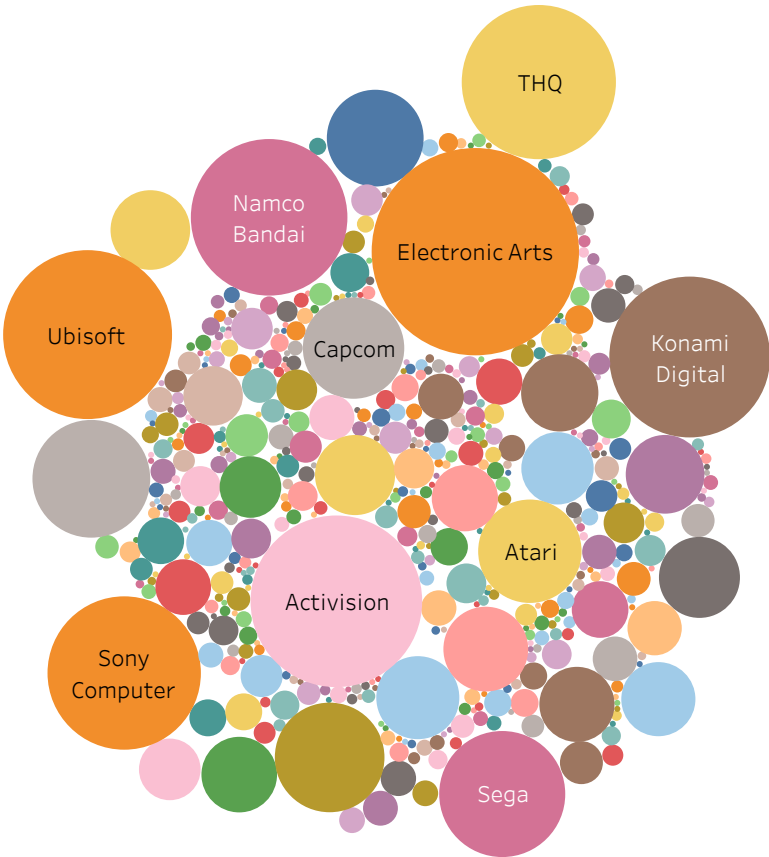 THQ
Namco
Bandai
Electronic Arts
Ubisoft
Capcom
Konami
Digital
Atari
Activision
Sony
Computer
Sega